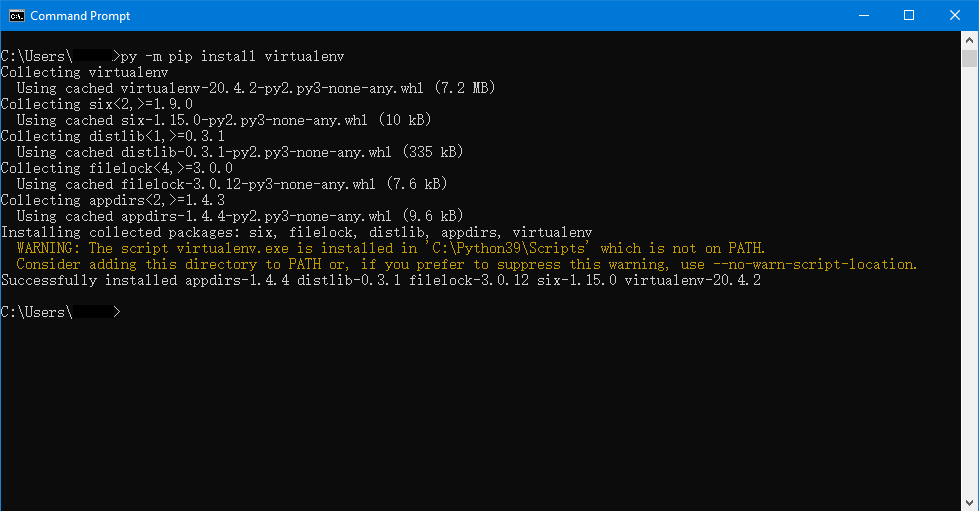 Command Prompt
C:\Users\ >py -m pip install virtualenv
Collecting virtualenv
  Using cached virtualenv-20.4.2-py2.py3-none-any.whl (7.2 MB)
Collecting six<2,>=1.9.0
  Using cached six-1.15.0-py2.py3-none-any.whl (10 kB)
Collecting distlib<1,>=0.3.1
  Using cached distlib-0.3.1-py2.py3-none-any.whl (335 kB)
Collecting filelock<4,>=3.0.0
  Using cached filelock-3.0.12-py3-none-any.whl (7.6 kB)
Collecting appdirs<2,>=1.4.3
  Using cached appdirs-1.4.4-py2.py3-none-any.whl (9.6 kB)
Installing collected packages: six, filelock, distlib, appdirs, virtualenv
  WARNING: The script virtualenv.exe is installed in 'C:\Python39\Scripts' which is not on PATH.
  Consider adding this directory to PATH or, if you prefer to suppress this warning, use --no-warn-script-location.
Successfully installed appdirs-1.4.4 distlib-0.3.1 filelock-3.0.12 six-1.15.0 virtualenv-20.4.2
C:\Users\ >